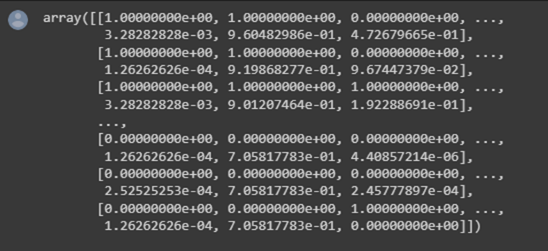 array([[1.00000000e+00, 1.00000000e+00, 0.00000000e+00, ...,
3.28282828e-03, 9.60482986e-01, 4.72679665e-01],
[1.00000000e+00, 1.00000000e+00, 0.00000000e+00, ...,
1.26262626e-04, 9.19868277e-01, 9.67447379e-02],
[1.00000000e+00, 1.00000000e+00, 1.00000000e+00, ...,
3.28282828e-03, 9.01207464e-01, 1.92288691e-01],
...,
[0.00000000e+00, 0.00000000e+00, 0.00000000e+00, ...,
1.26262626e-04, 7.05817783e-01, 4.40857214e-06],
[0.00000000e+00, 0.00000000e+00, 0.00000000e+00, ...,
2.52525253e-04, 7.05817783e-01, 2.45777897e-04],
[0.00000000e+00, 0.00000000e+00, 1.00000000e+00, ...,
1.26262626e-04, 7.05817783e-01, 0.00000000e+00]])